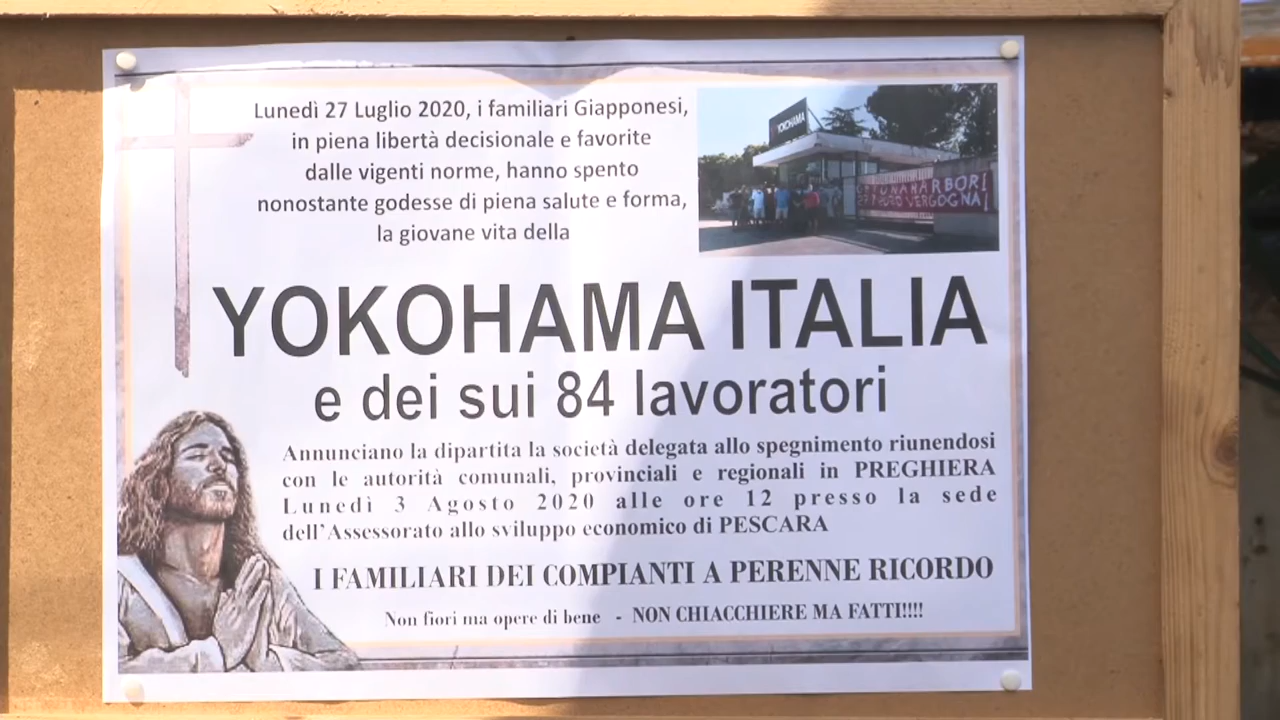 Lunedì 27 Luglio 2020, i familiari Giapponesi,
in piena libertà decisionale e favorite
dalle vigenti norme, hanno spento
nonostante godesse di piena salute e forma,
la giovane vita della
YOKOHAMA
HARBOR!
VERGOGNA!
YOKOHAMA ITALIA
e dei sui 84 lavoratori
Annunciano la dipartita la società delegata allo spegnimento riunendosi
con le autorità comunali, provinciali e regionali in PREGHIERA
Lunedì 3 Agosto 2020 alle ore 12 presso la sede
dell'Assessorato allo sviluppo economico di PESCARA
I FAMILIARI DEI COMPIANTI A PERENNE RICORDO
Non fiori ma opere di bene - NON CHIACCHIERE MA FATTI!!!!